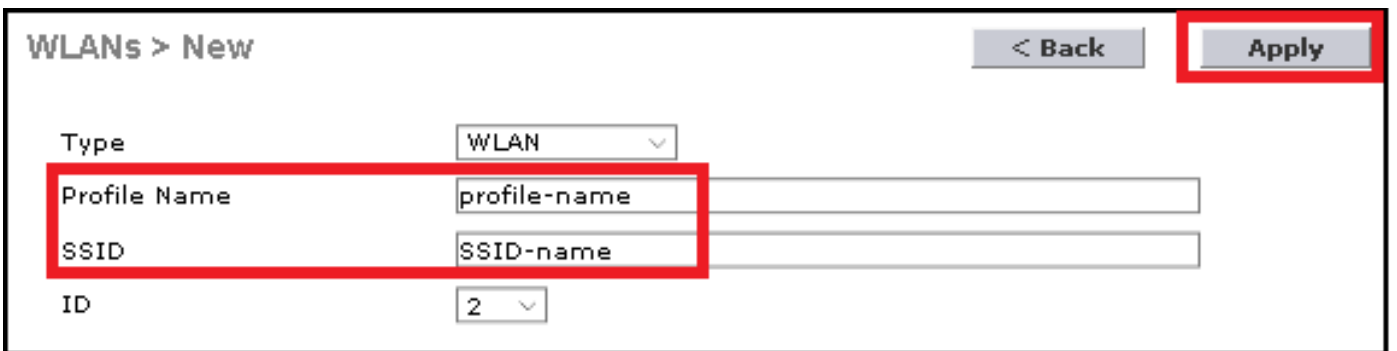 WLANs > New
< Back
Apply
Type WLAN
Profile Name profile-name
SSID SSID-name
ID 2